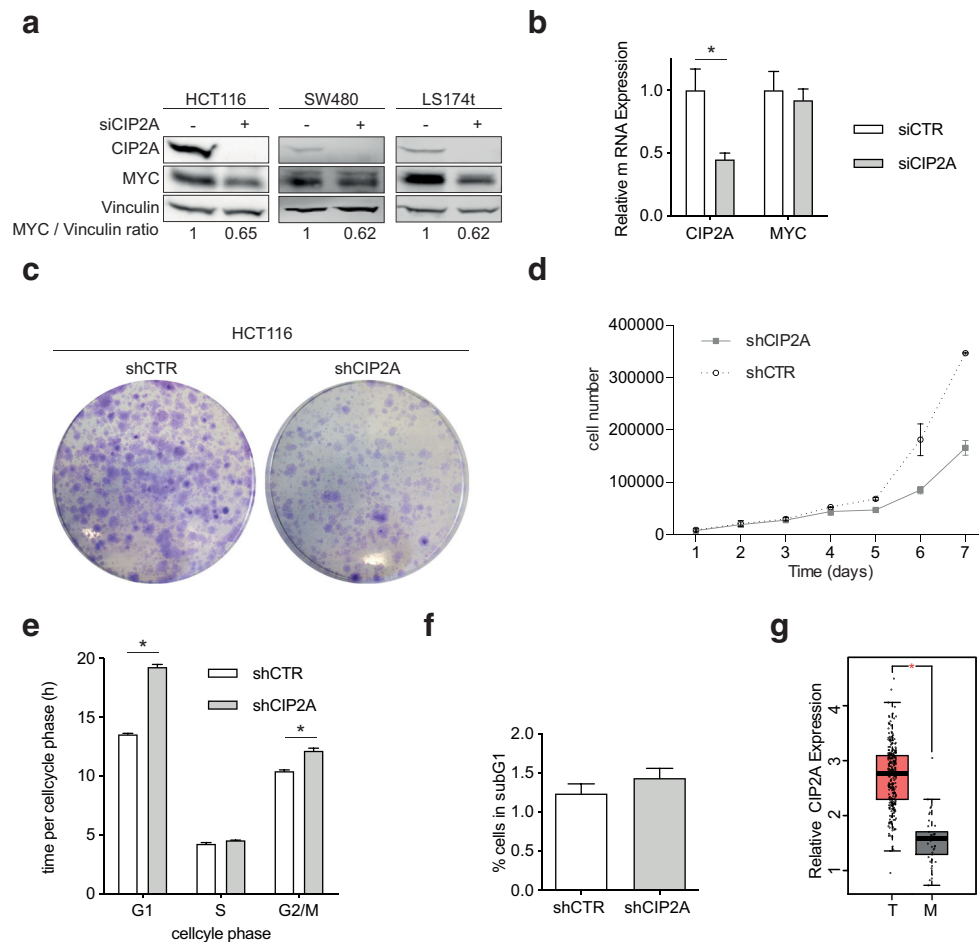 a
HCT116 SW480 LS174t
siCIP2A - + - + - +
CIP2A
MYC
Vinculin
MYC / Vinculin ratio 1 0.65 1 0.62 1 0.62
b
Relative m RNA Expression
1.0
0.5
0.0
*
CIP2A MYC
siCTR
siCIP2A
c
HCT116
shCTR shCIP2A
d
cell number
400000
300000
200000
100000
0
1 2 3 4 5 6 7
Time (days)
shCIP2A
shCTR
e
time per cellcycle phase (h)
20
15
10
5
0
*
*
G1 S G2/M
cellcyle phase
shCTR
shCIP2A
f
% cells in subG1
2.0
1.5
1.0
0.5
0.0
shCTR shCIP2A
g
Relative CIP2A Expression
4
3
2
1
*
T M